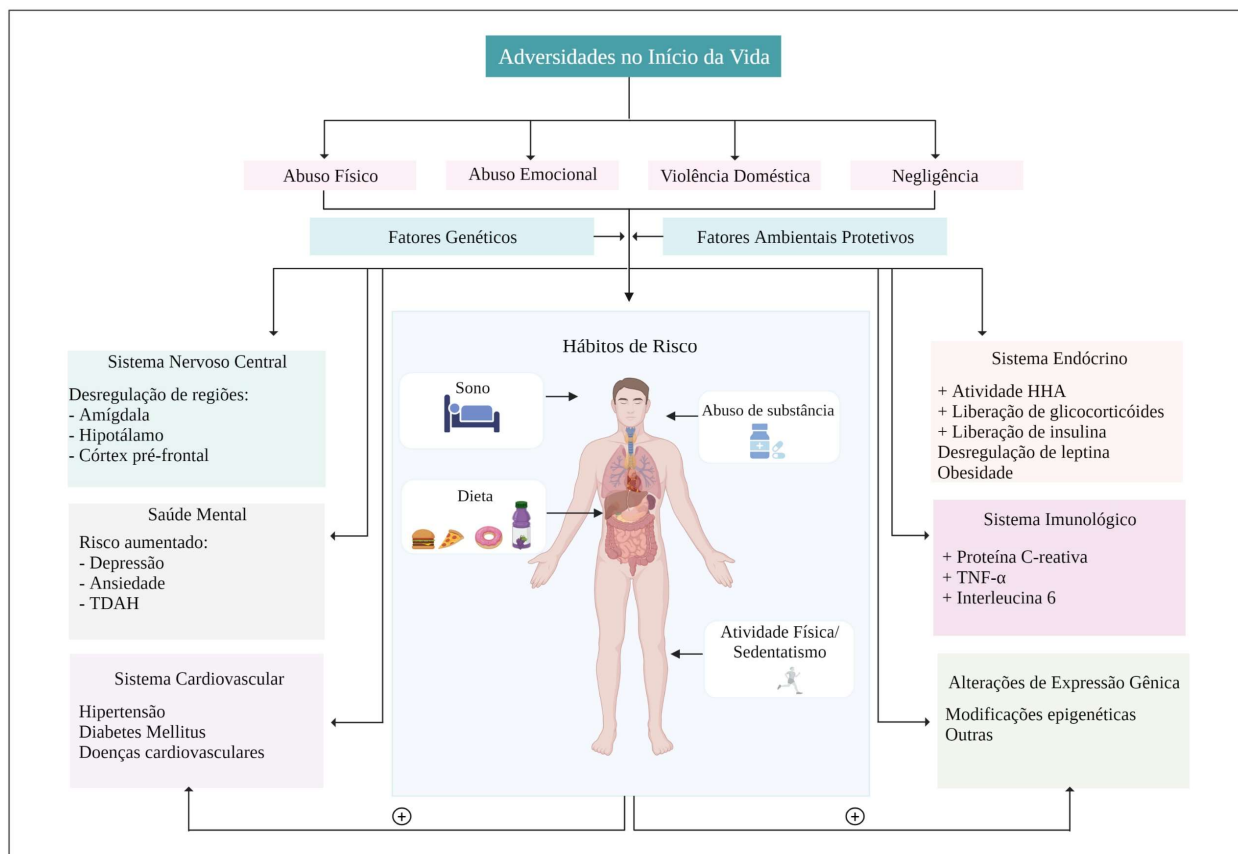 Adversidades no Início da Vida
Abuso Físico
Abuso Emocional
Violência Doméstica
Negligência
Fatores Genéticos
Fatores Ambientais Protetivos
Sistema Nervoso Central
Desregulação de regiões:
- Amígdala
- Hipotálamo
- Córtex pré-frontal
Saúde Mental
Risco aumentado:
- Depressão
- Ansiedade
- TDAH
Sistema Cardiovascular
Hipertensão
Diabetes Mellitus
Doenças cardiovasculares
Hábitos de Risco
Sono
Abuso de substância
Dieta
Atividade Física/
Sedentatismo
Sistema Endócrino
+ Atividade HHA
+ Liberação de glicocorticóides
+ Liberação de insulina
Desregulação de leptina
Obesidade
Sistema Imunológico
+ Proteína C-reativa
+ TNF-α
+ Interleucina 6
Alterações de Expressão Gênica
Modificações epigenéticas
Outras
+
+